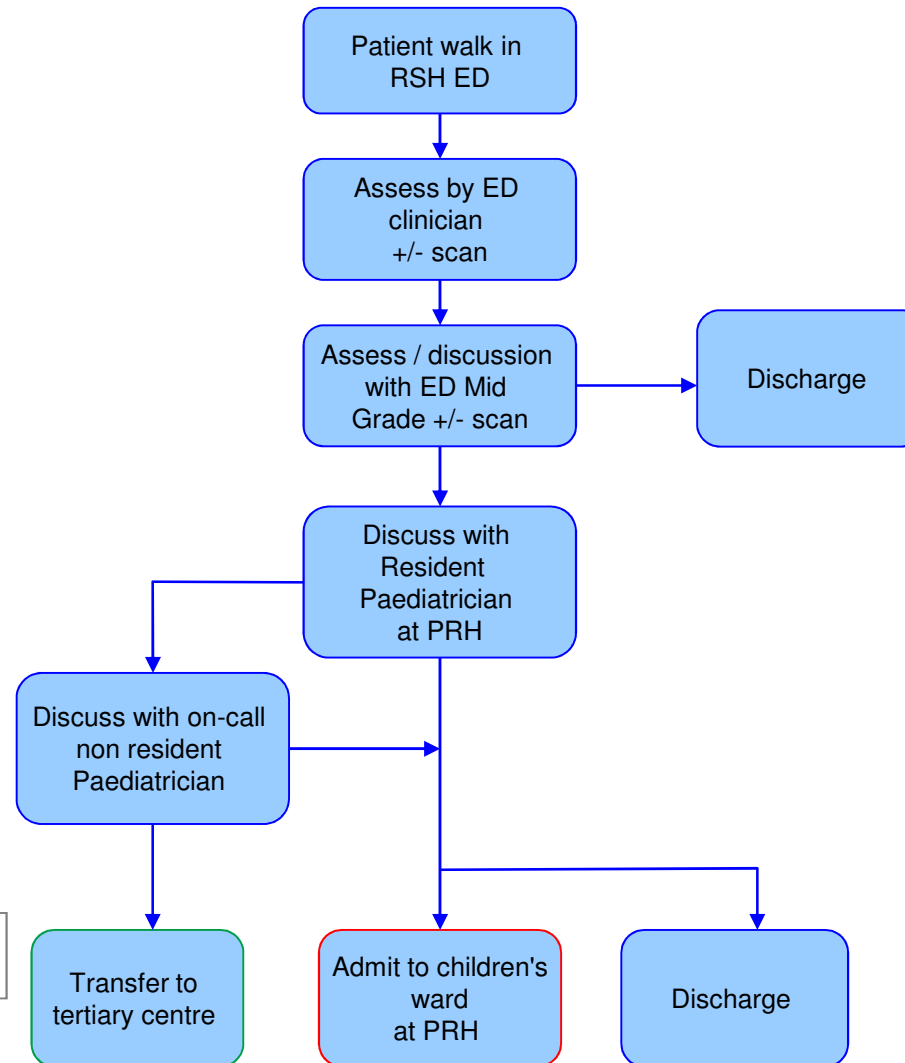 Patient walk in
RSH ED
Assess by ED
clinician
+/- scan
Assess / discussion
with ED Mid
Grade +/- scan
Discharge
Discuss with
Resident
Paediatrician
at PRH
Discuss with on-call
non resident
Paediatrician
Transfer to
tertiary centre
Admit to children's
ward
at PRH
Discharge